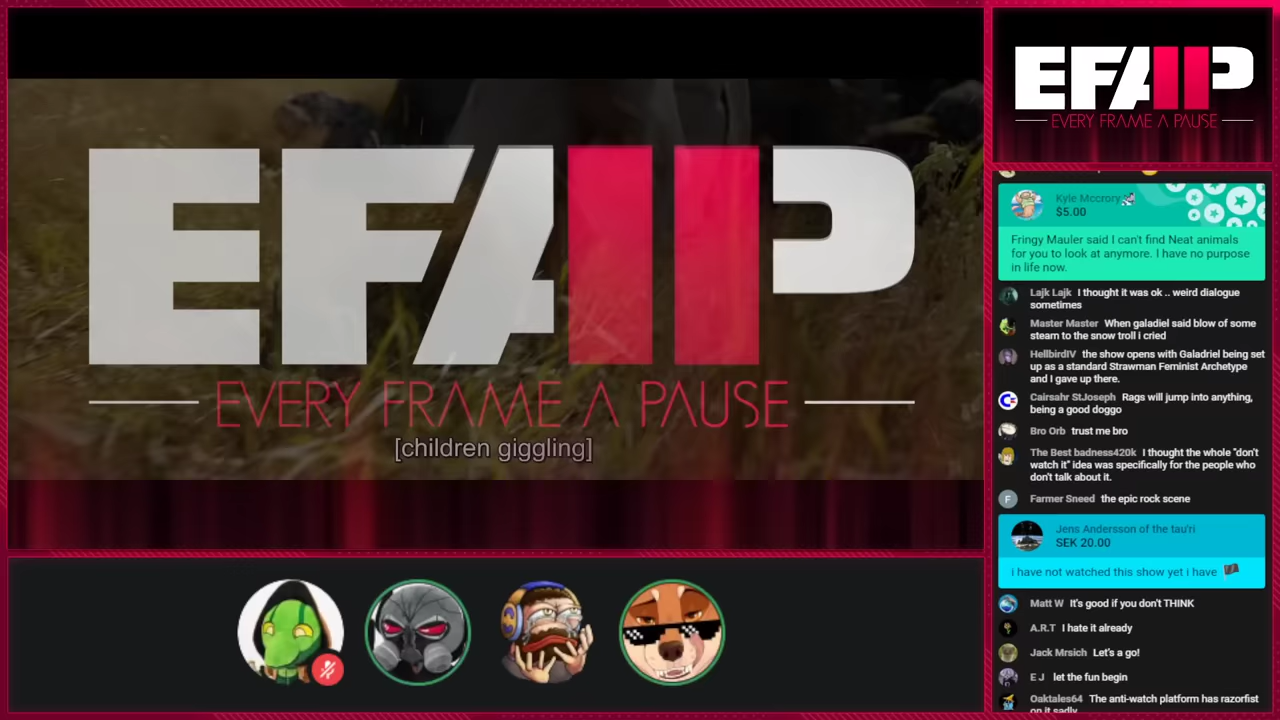 EFAP
EVERY FRAME A PAUSE
[children giggling]
EFAP
EVERY FRAME A PAUSE
Kyle Mccrory
$5.00
Fringy Mauler said I can't find Neat animals
for you to look at anymore. I have no purpose
in life now.
Lajk Lajk I thought it was ok .. weird dialogue
sometimes
Master Master When galadiel said blow of some
steam to the snow troll i cried
HellbirdIV the show opens with Galadriel being set
up as a standard Strawman Feminist Archetype
and I gave up there.
Cairsahr StJoseph Rags will jump into anything,
being a good doggo
Bro Orb trust me bro
The Best badness420k I thought the whole "don't
watch it" idea was specifically for the people who
don't talk about it.
F Farmer Sneed the epic rock scene
Jens Andersson of the tau'ri
SEK 20.00
i have not watched this show yet i have
Matt W It's good if you don't THINK
A.R.T I hate it already
Jack Mrsich Let's a go!
E J let the fun begin
Oaktales64 The anti-watch platform has razorfist
on it sadly